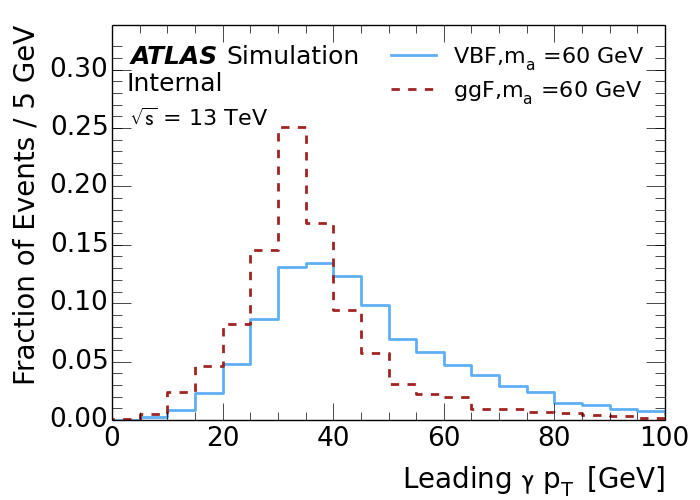 ATLAS Simulation
Internal
√s = 13 TeV
VBF,mₐ =60 GeV
ggF,mₐ =60 GeV
Fraction of Events / 5 GeV
0.30
0.25
0.20
0.15
0.10
0.05
0.00
0 20 40 60 80 100
Leading γ p_T [GeV]